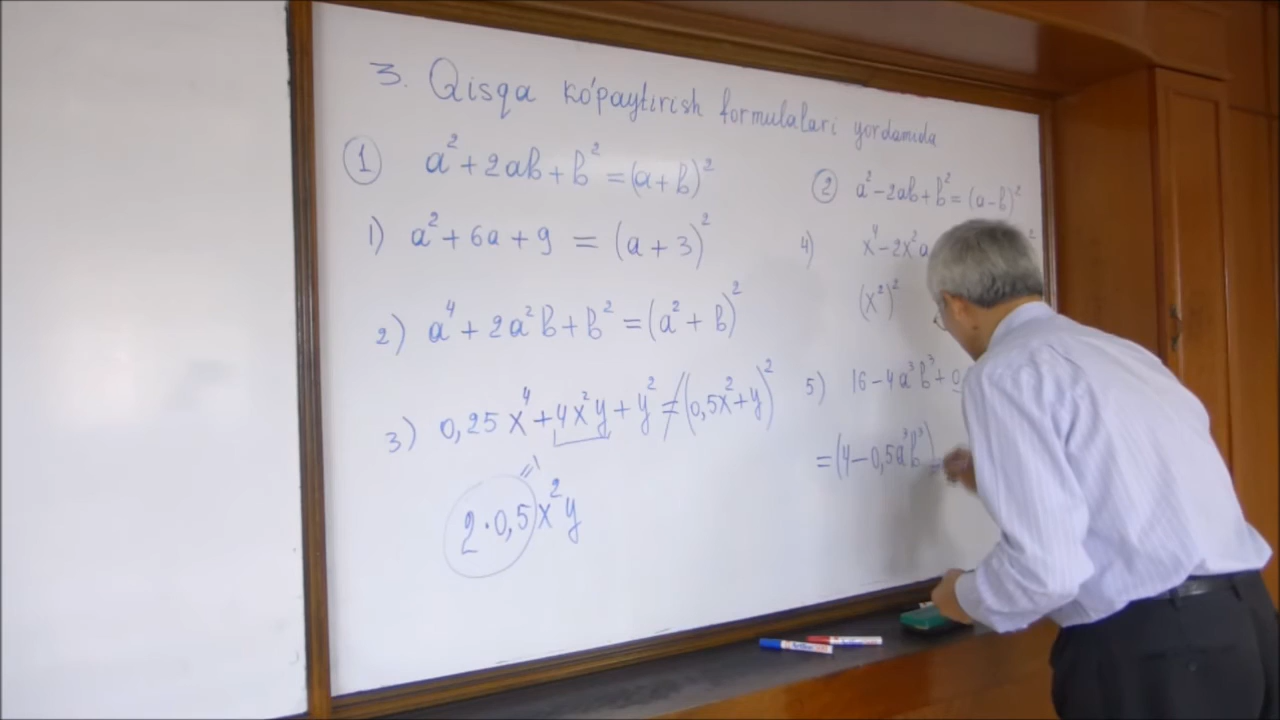 3. Qisqa ko'paytirish formulalari yordamida
① a² + 2ab + b² = (a + b)²
1) a² + 6a + 9 = (a + 3)²
2) a⁴ + 2a²b + b² = (a² + b)²
3) 0,25x⁴ + 4x²y + y² ≠ (0,5x² + y)²
2·0,5x²y
② a² - 2ab + b² = (a - b)²
4) x⁴ - 2x²a
(x²)²
5) 16 - 4a³b³ + 0
= (4 - 0,5a³b³)